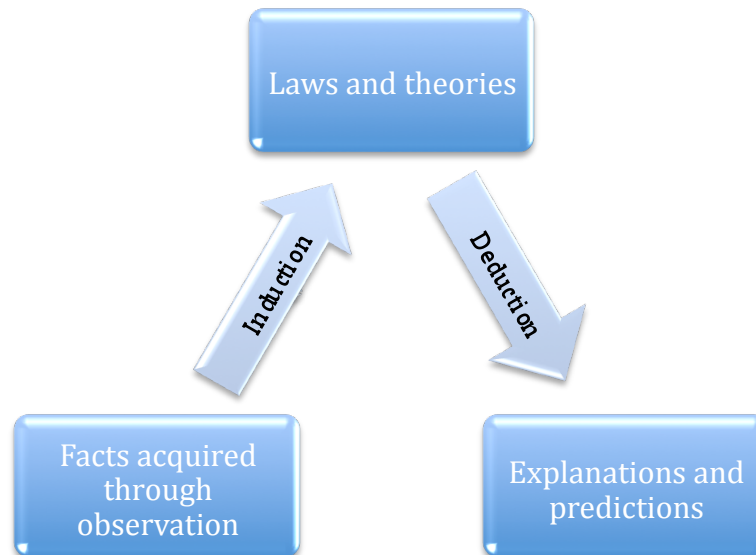 Laws and theories
Induction
Deduction
Facts acquired
through
observation
Explanations and
predictions